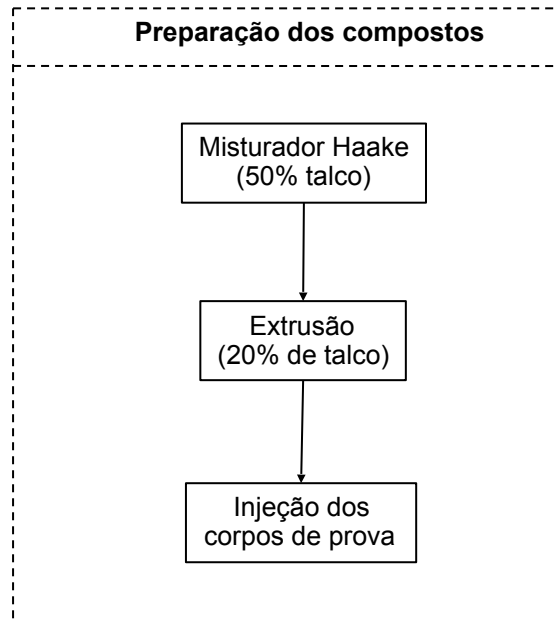 Preparação dos compostos
Misturador Haake
(50% talco)
Extrusão
(20% de talco)
Injeção dos
corpos de prova